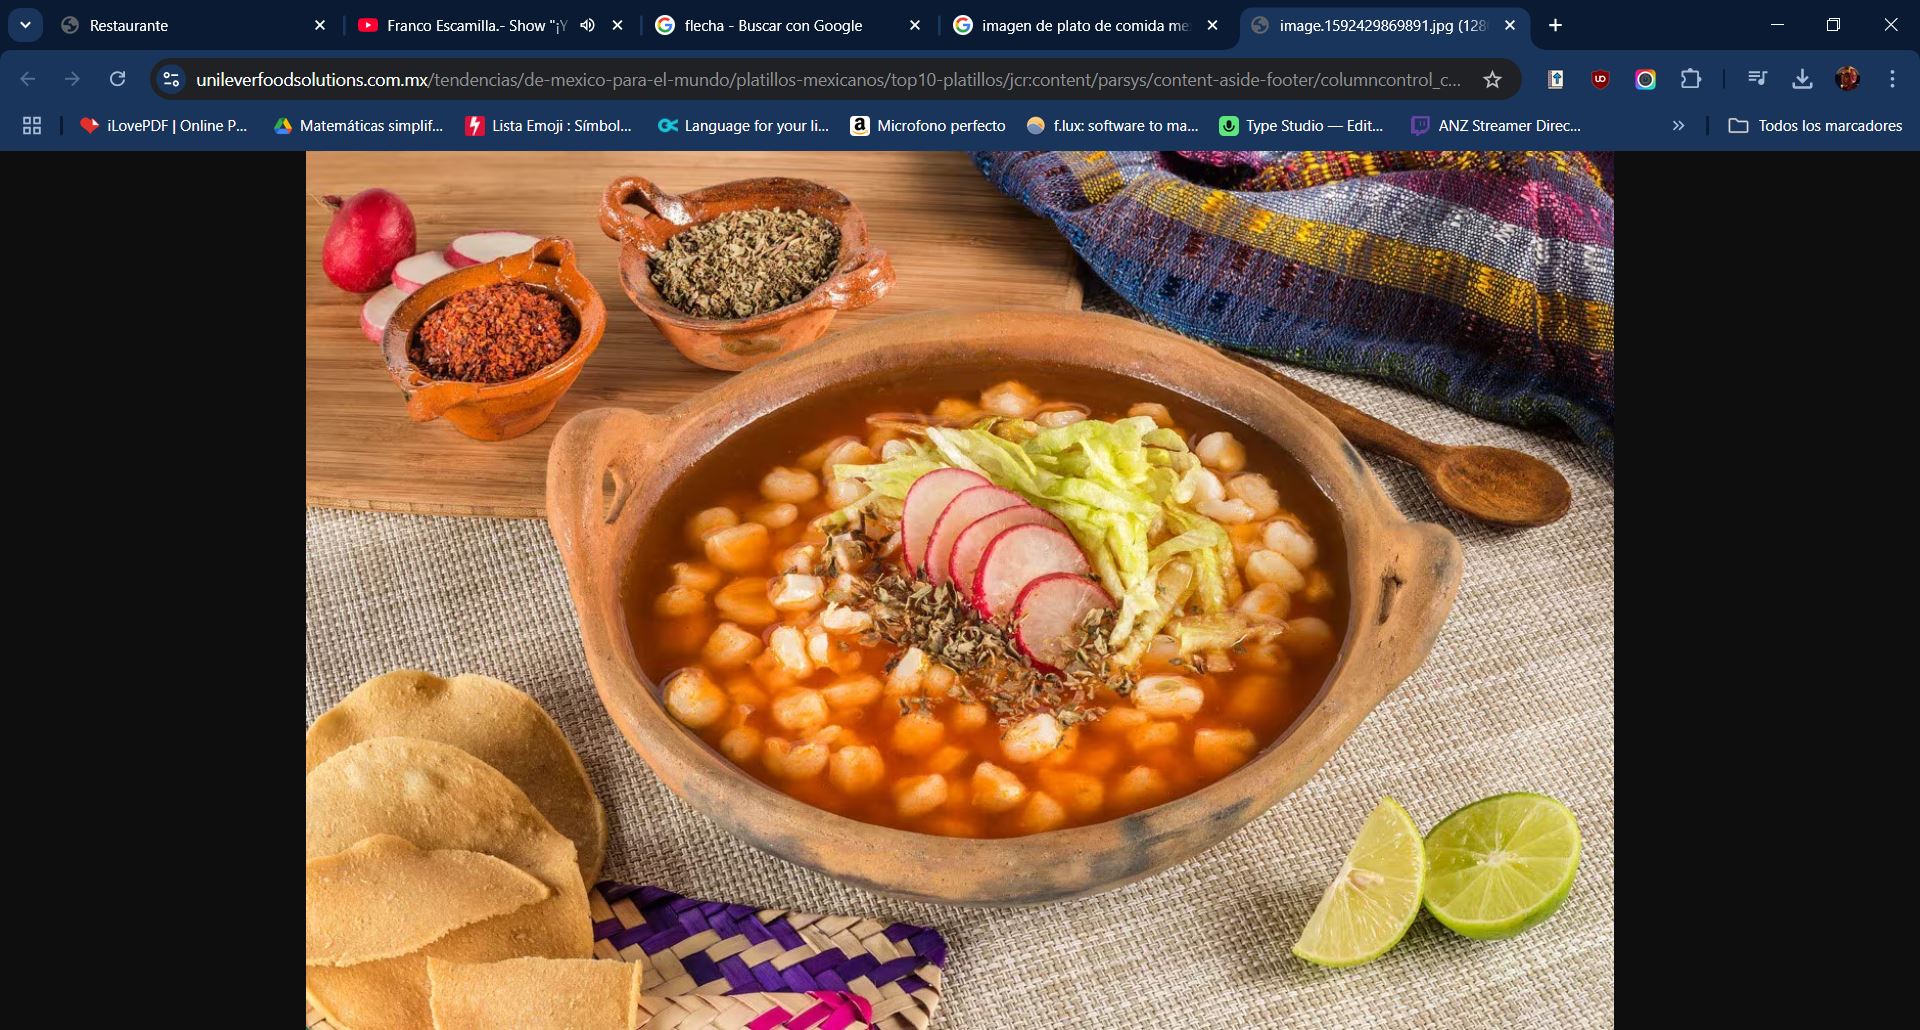 Restaurante
Franco Escamilla.- Show "¡Y
flecha - Buscar con Google
imagen de plato de comida me
image.1592429869891.jpg (128
unileverfoodsolutions.com.mx/tendencias/de-mexico-para-el-mundo/platillos-mexicanos/top10-platillos/jcr:content/parsys/content-aside-footer/columncontrol_c...
iLovePDF | Online P...
Matemáticas simplif...
Lista Emoji : Símbol...
Language for your li...
a
Microfono perfecto
f.lux: software to ma...
Type Studio — Edit...
ANZ Streamer Direc...
Todos los marcadores